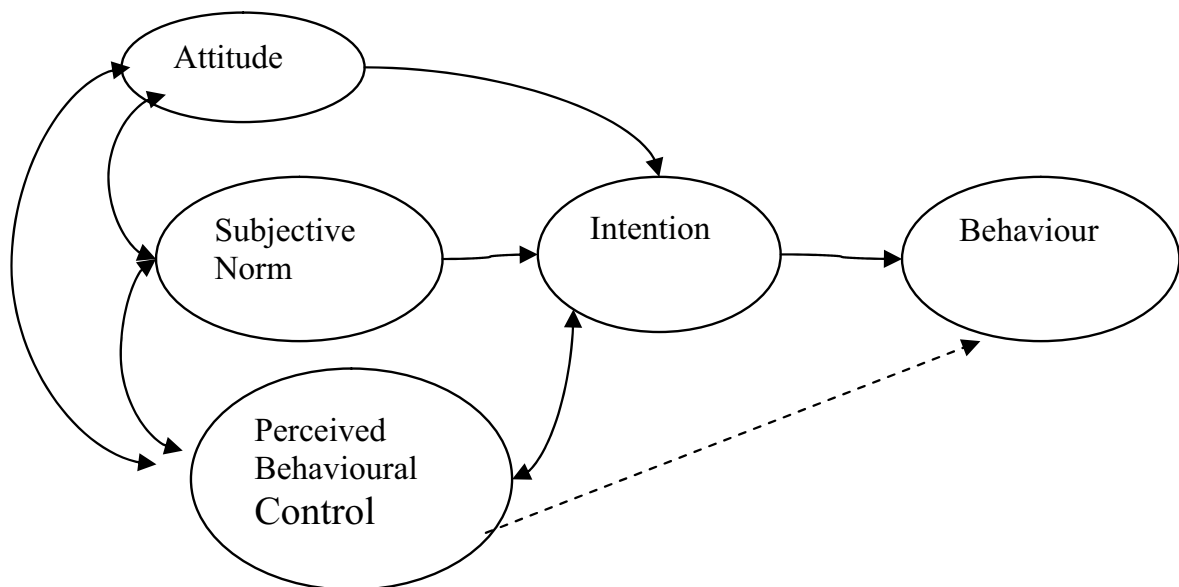 Attitude
Subjective
Norm
Intention
Behaviour
Perceived
Behavioural
Control